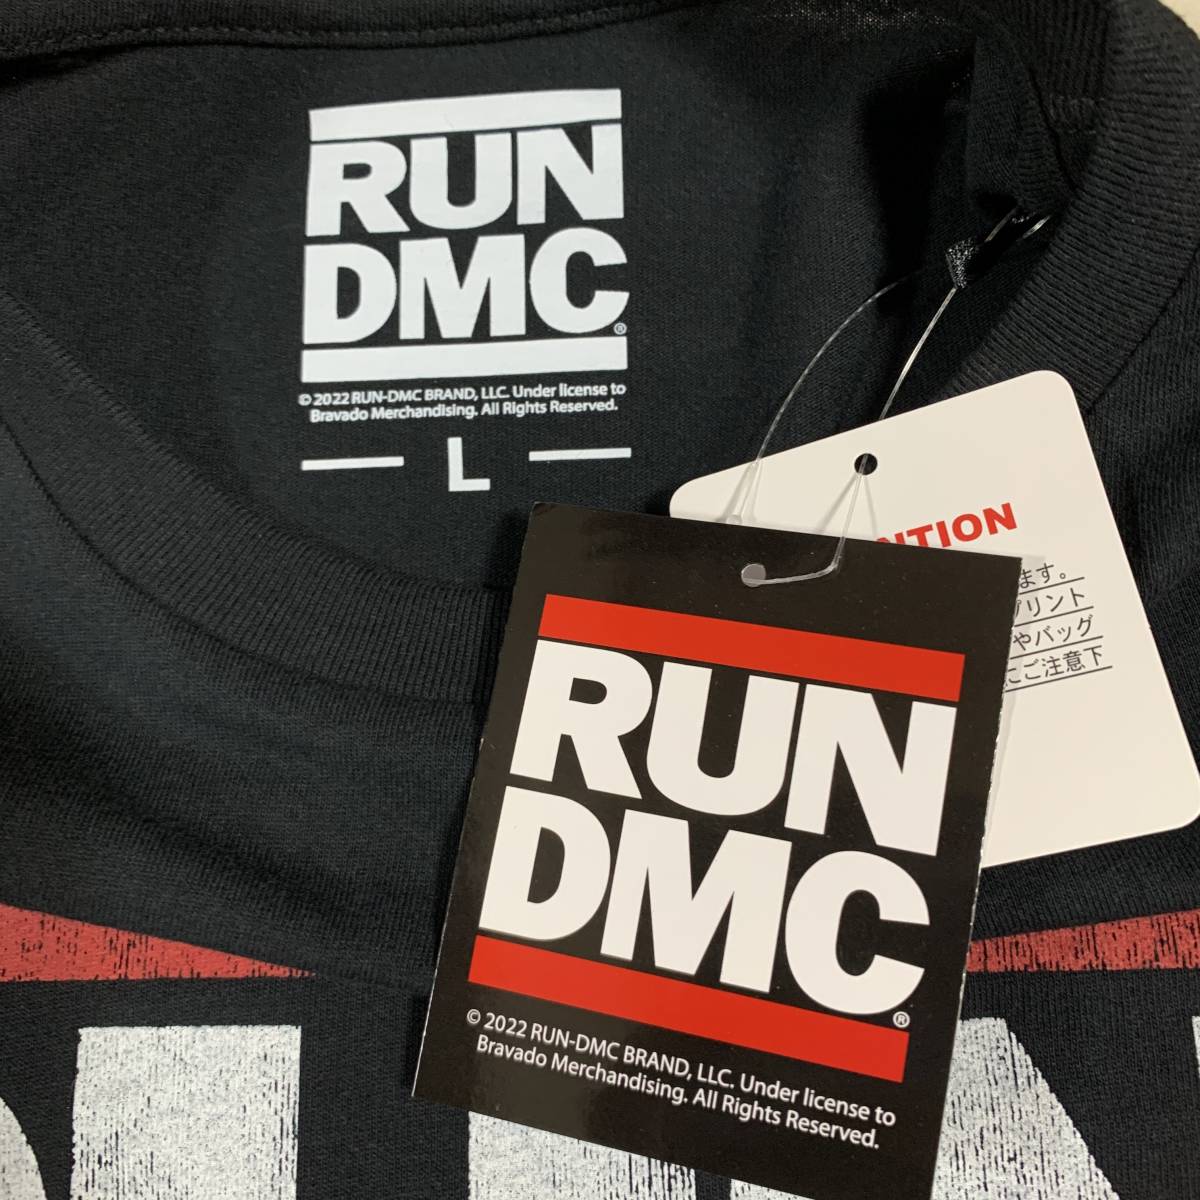 RUN
DMC®
© 2022 RUN-DMC BRAND, LLC. Under license to
Bravado Merchandising. All Rights Reserved.
L
RUN
DMC®
© 2022 RUN-DMC BRAND, LLC. Under license to
Bravado Merchandising. All Rights Reserved.
ます。
プリント
やバッグ
にご注意下